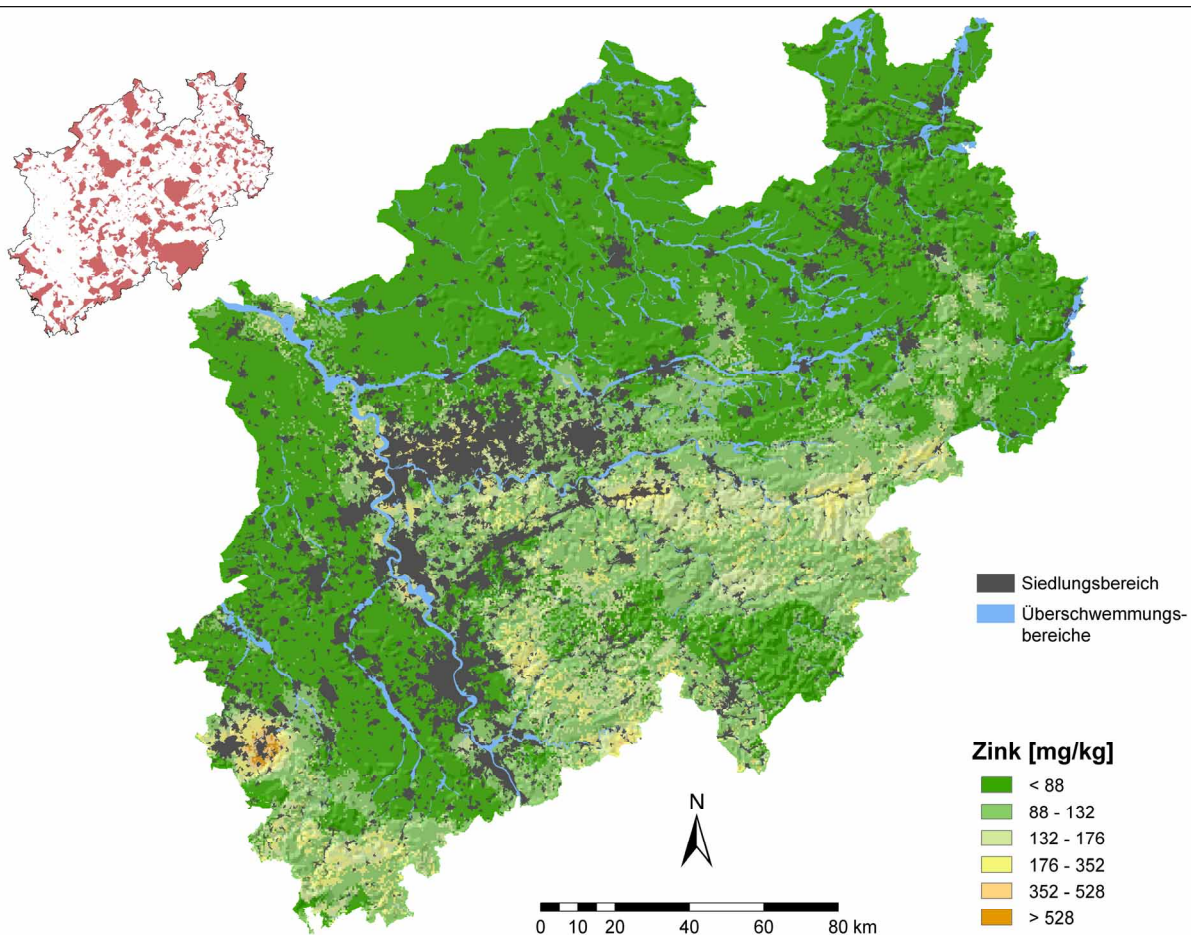 Siedlungsbereich
Überschwemmungs-
bereiche
Zink [mg/kg]
< 88
88 - 132
132 - 176
176 - 352
352 - 528
> 528
N
0 10 20 40 60 80 km